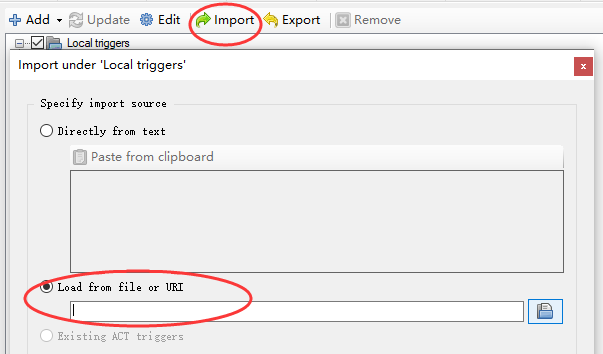 Add Update Edit Import Export Remove
Local triggers
Import under 'Local triggers' x
Specify import source
Directly from text
Paste from clipboard
Load from file or URI
Existing ACT triggers